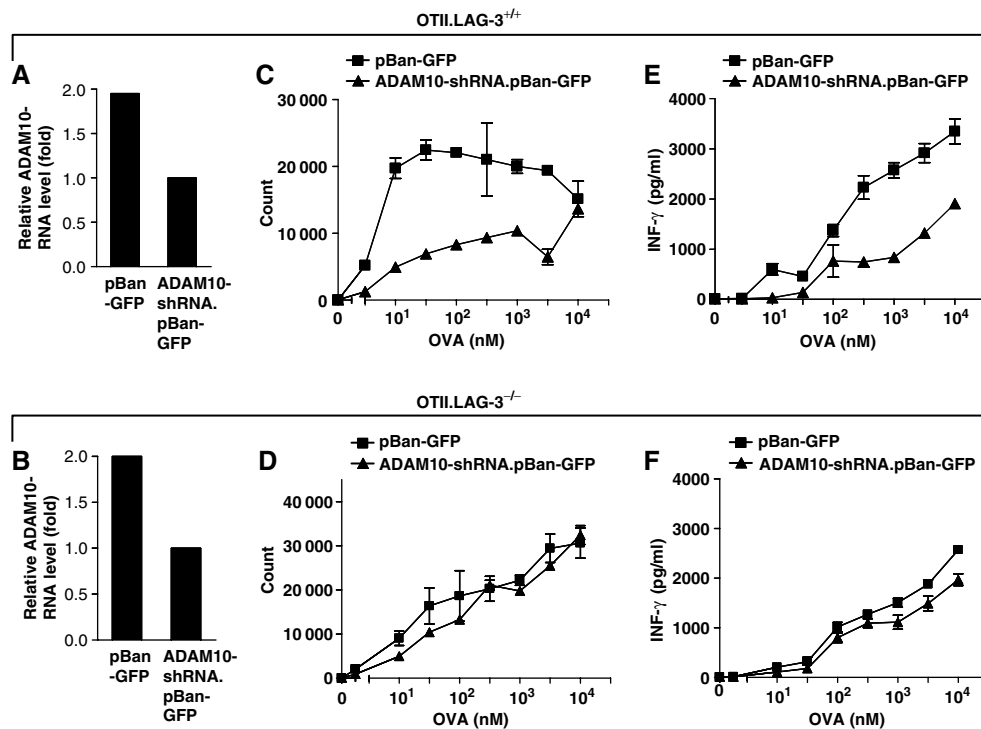 OTII.LAG-3+/+
A
Relative ADAM10-
RNA level (fold)
2.0
1.5
1.0
0.5
0.0
pBan
-GFP
ADAM10-
shRNA.
pBan-
GFP
C
pBan-GFP
ADAM10-shRNA.pBan-GFP
Count
30 000
20 000
10 000
0
0 10¹ 10² 10³ 10⁴
OVA (nM)
E
pBan-GFP
ADAM10-shRNA.pBan-GFP
INF-γ (pg/ml)
4000
3000
2000
1000
0
0 10¹ 10² 10³ 10⁴
OVA (nM)
OTII.LAG-3−/−
B
Relative ADAM10-
RNA level (fold)
2.0
1.5
1.0
0.5
0.0
pBan
-GFP
ADAM10-
shRNA.
pBan-
GFP
D
pBan-GFP
ADAM10-shRNA.pBan-GFP
Count
40 000
30 000
20 000
10 000
0
0 10¹ 10² 10³ 10⁴
OVA (nM)
F
pBan-GFP
ADAM10-shRNA.pBan-GFP
INF-γ (pg/ml)
4000
3000
2000
1000
0
0 10¹ 10² 10³ 10⁴
OVA (nM)